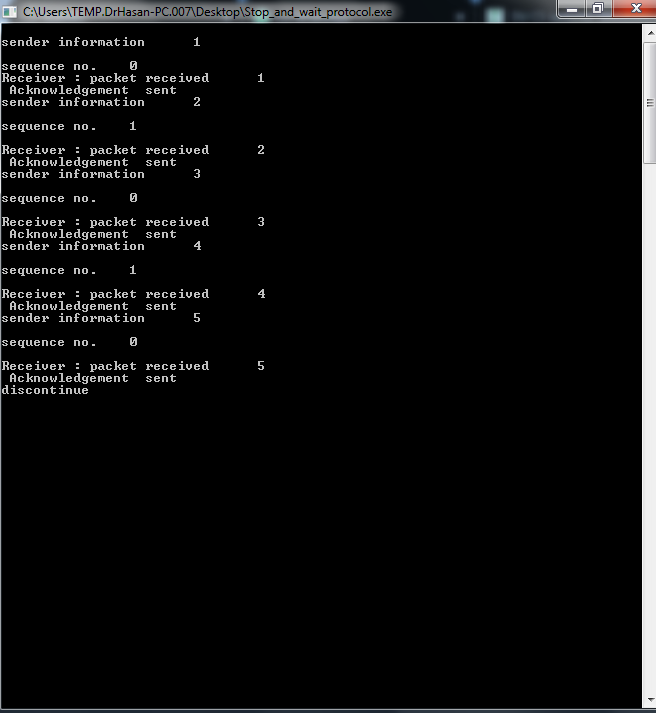 C:\Users\TEMP.DrHasan-PC.007\Desktop\Stop_and_wait_protocol.exe
sender information 1
sequence no. 0
Receiver : packet received 1
Acknowledgement sent
sender information 2
sequence no. 1
Receiver : packet received 2
Acknowledgement sent
sender information 3
sequence no. 0
Receiver : packet received 3
Acknowledgement sent
sender information 4
sequence no. 1
Receiver : packet received 4
Acknowledgement sent
sender information 5
sequence no. 0
Receiver : packet received 5
Acknowledgement sent
discontinue